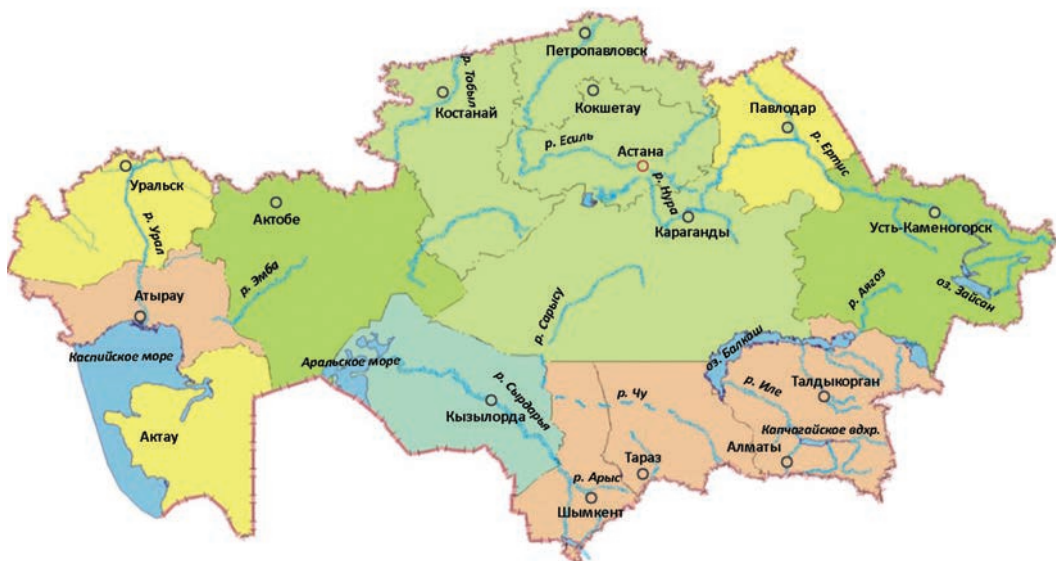 Петропавловск
р. Тобыл
Костанай
Кокшетау
Павлодар
р. Есиль
Астана
р. Ертис
Уральск
р. Нура
Актобе
Караганды
Усть-Каменогорск
р. Урал
р. Эмба
Атырау
р. Аягоз
оз. Зайсан
р. Сарысу
Каспийское море
Аральское море
оз. Балкаш
р. Сырдарья
р. Чу
р. Иле
Талдыкорган
Кызылорда
Капчагайское вдхр.
Актау
Тараз
Алматы
р. Арыс
Шымкент